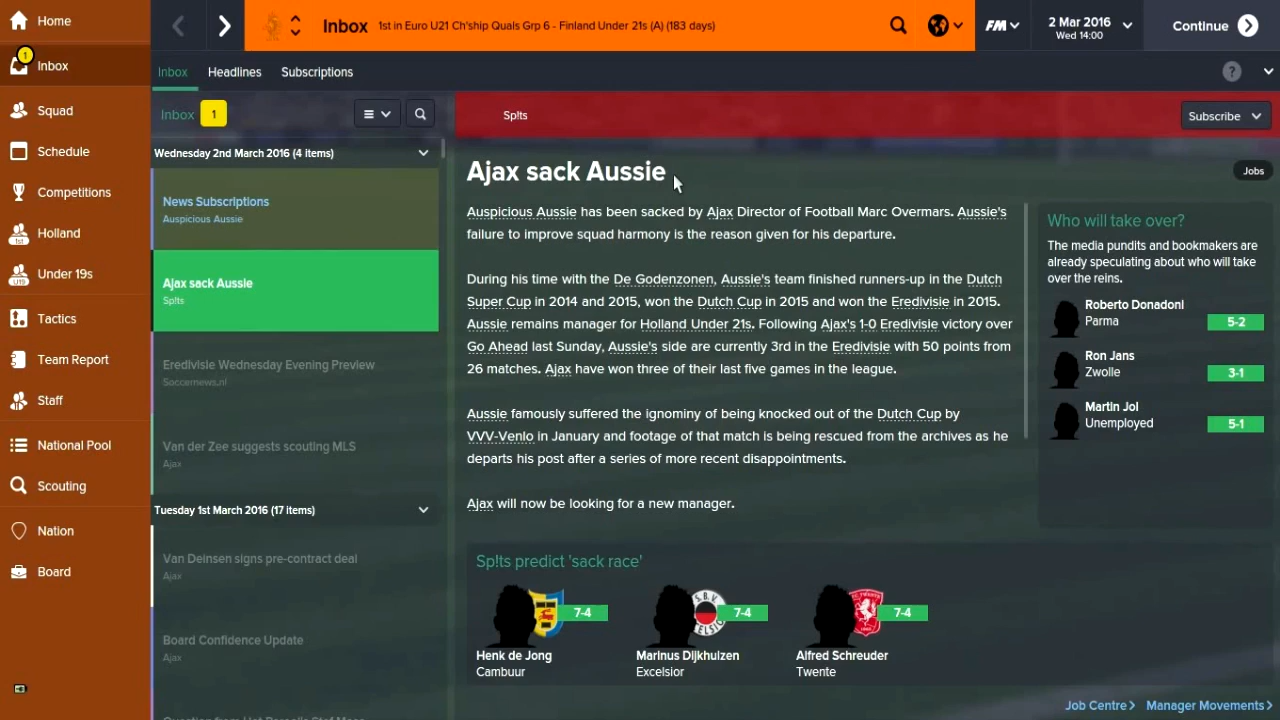 Home
Inbox
1st in Euro U21 Ch'ship Quals Grp 6 - Finland Under 21s (A) (183 days)
FM
2 Mar 2016
Wed 14:00
Continue
1
Inbox
Squad
Schedule
Competitions
1st
Holland
U19
Under 19s
Tactics
Team Report
Staff
National Pool
Scouting
Nation
Board
Inbox
Headlines
Subscriptions
?
Inbox
1
Wednesday 2nd March 2016 (4 items)
News Subscriptions
Auspicious Aussie
Ajax sack Aussie
Sp!ts
Eredivisie Wednesday Evening Preview
Soccernews.nl
Van der Zee suggests scouting MLS
Ajax
Tuesday 1st March 2016 (17 items)
Van Deinsen signs pre-contract deal
Ajax
Board Confidence Update
Ajax
Sp!ts
Subscribe
Ajax sack Aussie
Jobs
Auspicious Aussie has been sacked by Ajax Director of Football Marc Overmars. Aussie's
failure to improve squad harmony is the reason given for his departure.
During his time with the De Godenzonen, Aussie's team finished runners-up in the Dutch
Super Cup in 2014 and 2015, won the Dutch Cup in 2015 and won the Eredivisie in 2015.
Aussie remains manager for Holland Under 21s. Following Ajax's 1-0 Eredivisie victory over
Go Ahead last Sunday, Aussie's side are currently 3rd in the Eredivisie with 50 points from
26 matches. Ajax have won three of their last five games in the league.
Aussie famously suffered the ignominy of being knocked out of the Dutch Cup by
VVV-Venlo in January and footage of that match is being rescued from the archives as he
departs his post after a series of more recent disappointments.
Ajax will now be looking for a new manager.
Who will take over?
The media pundits and bookmakers are
already speculating about who will take
over the reins.
Roberto Donadoni
Parma
5-2
Ron Jans
Zwolle
3-1
Martin Jol
Unemployed
5-1
Sp!ts predict 'sack race'
7-4
7-4
7-4
Henk de Jong
Cambuur
Marinus Dijkhuizen
Excelsior
Alfred Schreuder
Twente
Job Centre>
Manager Movements>